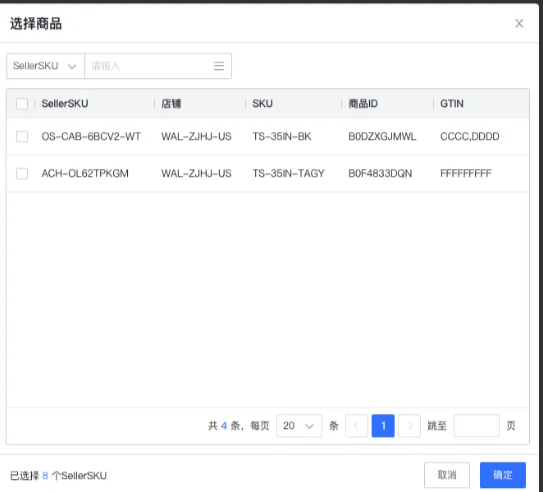 选择商品
SellerSKU 请输入
SellerSKU 店铺 SKU 商品ID GTIN
OS-CAB-6BCV2-WT WAL-ZJHJ-US TS-35IN-BK B0DZXGJMWL CCCC,DDDD
ACH-OL62TPKGM WAL-ZJHJ-US TS-35IN-TAGY B0F4833DQN FFFFFFFFF
共 4 条，每页 20 条 1 跳至 页
已选择 8 个SellerSKU 取消 确定